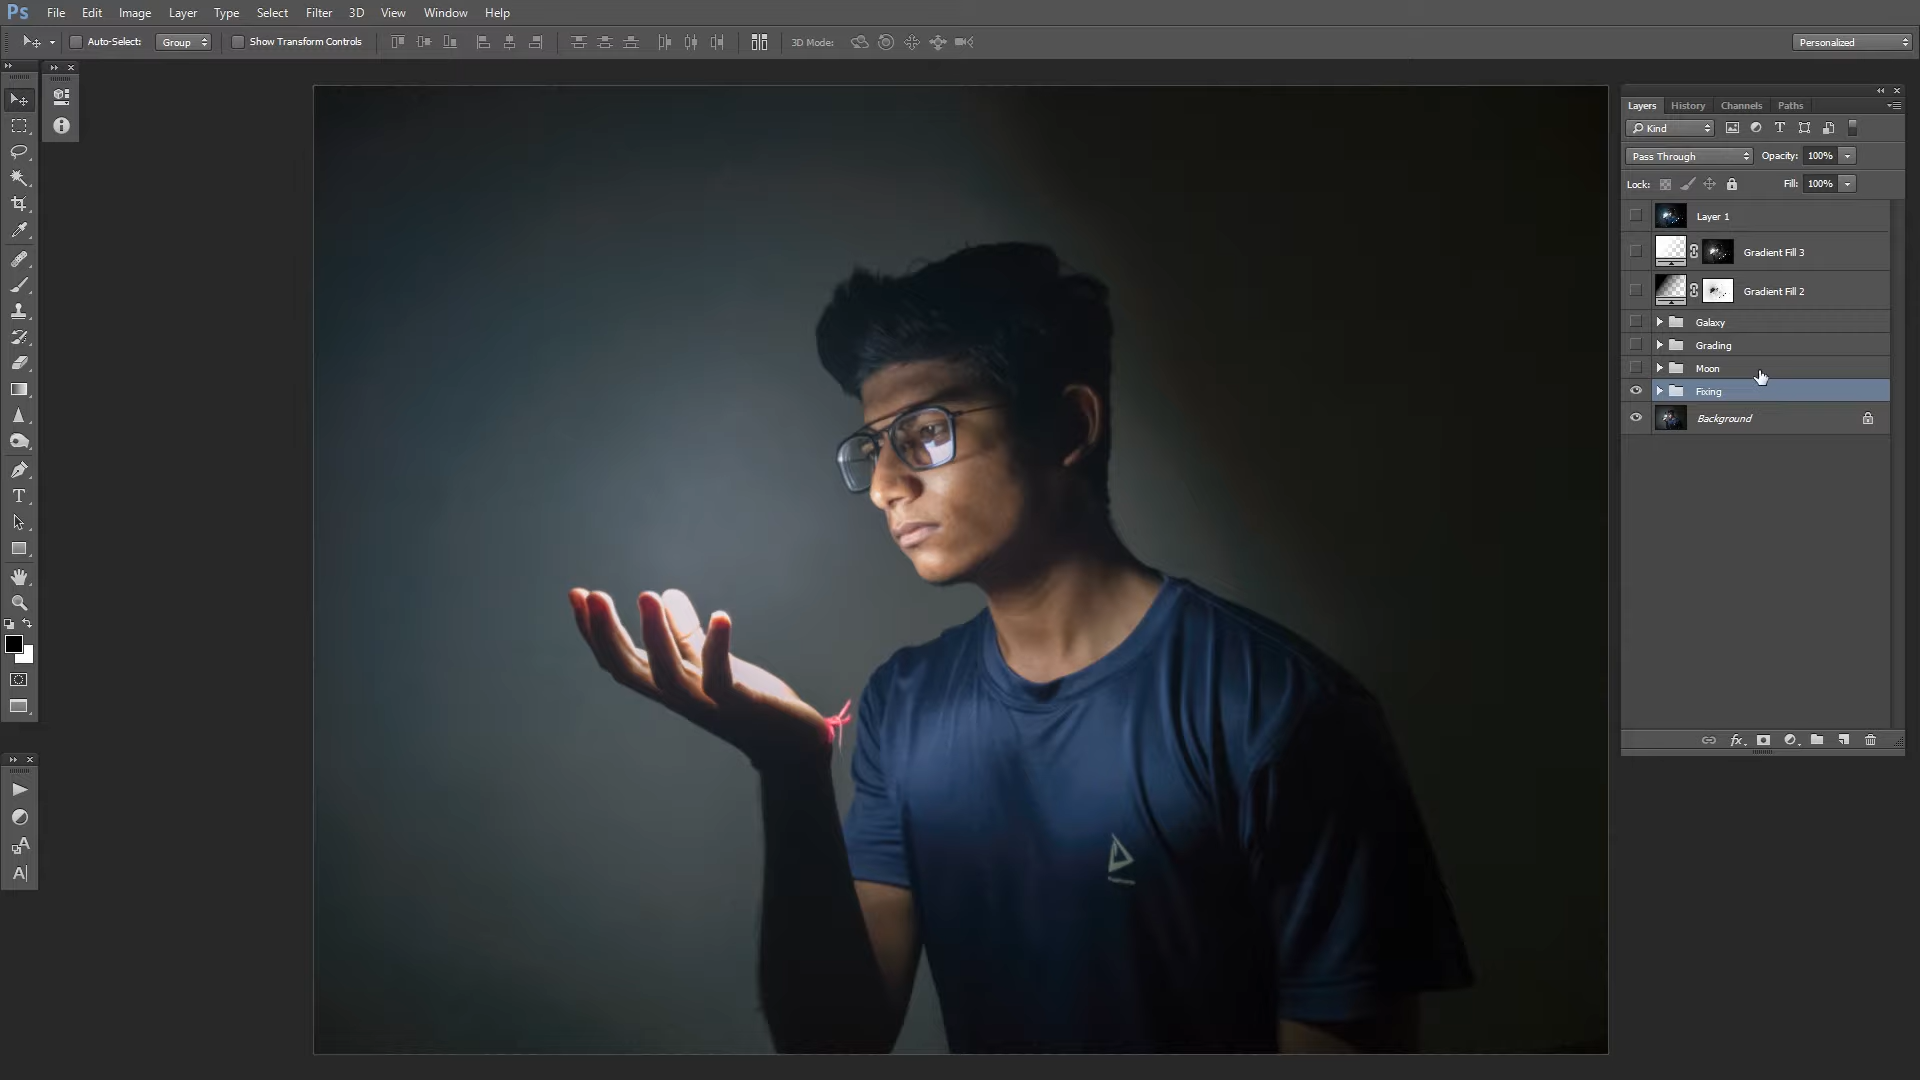 Ps File Edit Image Layer Type Select Filter 3D View Window Help
Auto-Select: Group Show Transform Controls 3D Mode: Personalized
Layers History Channels Paths
Kind T
Pass Through Opacity: 100%
Lock: Fill: 100%
Layer 1
Gradient Fill 3
Gradient Fill 2
Galaxy
Grading
Moon
Fixing
Background
T
fx
A
A